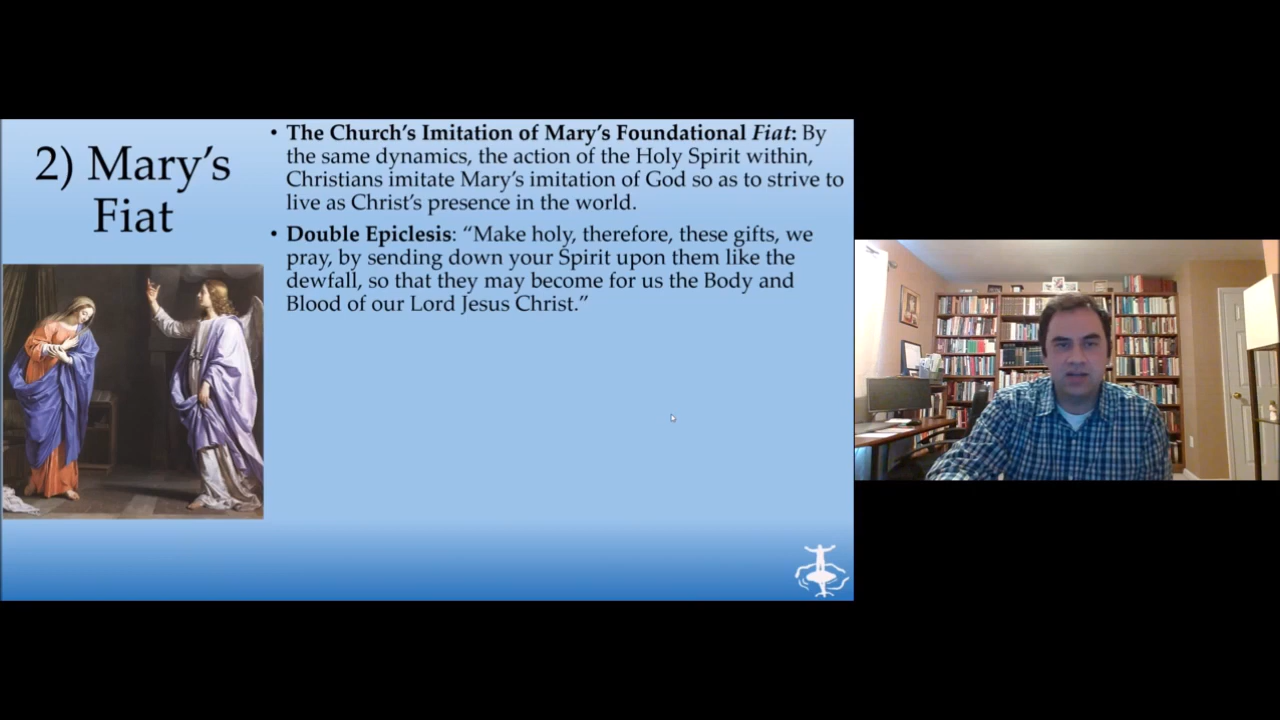 2) Mary's
Fiat
• The Church's Imitation of Mary's Foundational Fiat: By
the same dynamics, the action of the Holy Spirit within,
Christians imitate Mary's imitation of God so as to strive to
live as Christ's presence in the world.
• Double Epiclesis: “Make holy, therefore, these gifts, we
pray, by sending down your Spirit upon them like the
dewfall, so that they may become for us the Body and
Blood of our Lord Jesus Christ.”